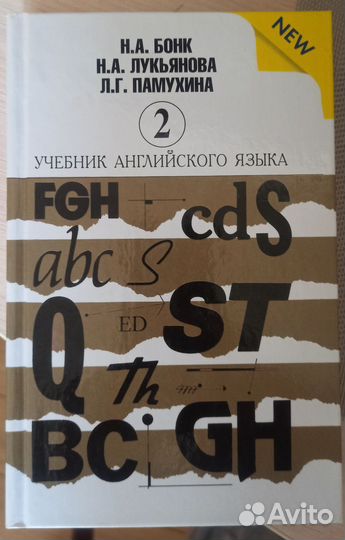 Н.А. БОНК
NEW
Н.А. ЛУКЬЯНОВА
Л.Г. ПАМУХИНА
2
УЧЕБНИК АНГЛИЙСКОГО ЯЗЫКА
FGH cdS
abc S
Q ED ST
Th
BC GH
Avito